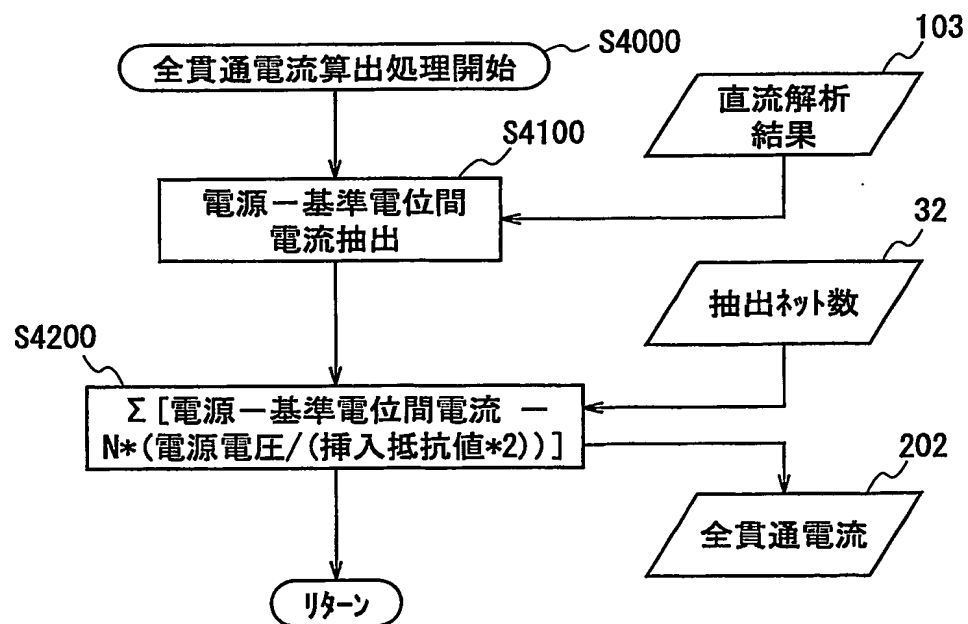 S4000
全貫通電流算出処理開始
103
直流解析
結果
S4100
電源－基準電位間
電流抽出
32
抽出ネット数
S4200
Σ[電源－基準電位間電流 －
N*(電源電圧/(挿入抵抗値*2))]
202
全貫通電流
リターン